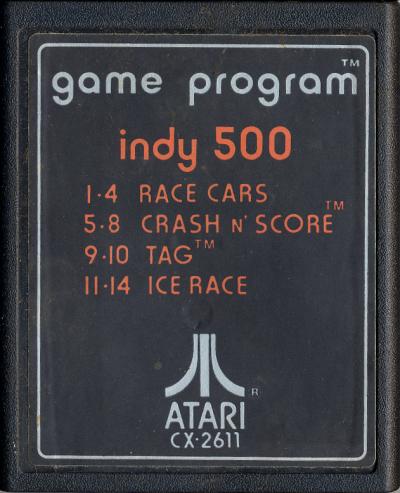 game program™
indy 500
1·4 RACE CARS
5·8 CRASH N' SCORE™
9·10 TAG™
11·14 ICE RACE
ATARI®
CX·2611